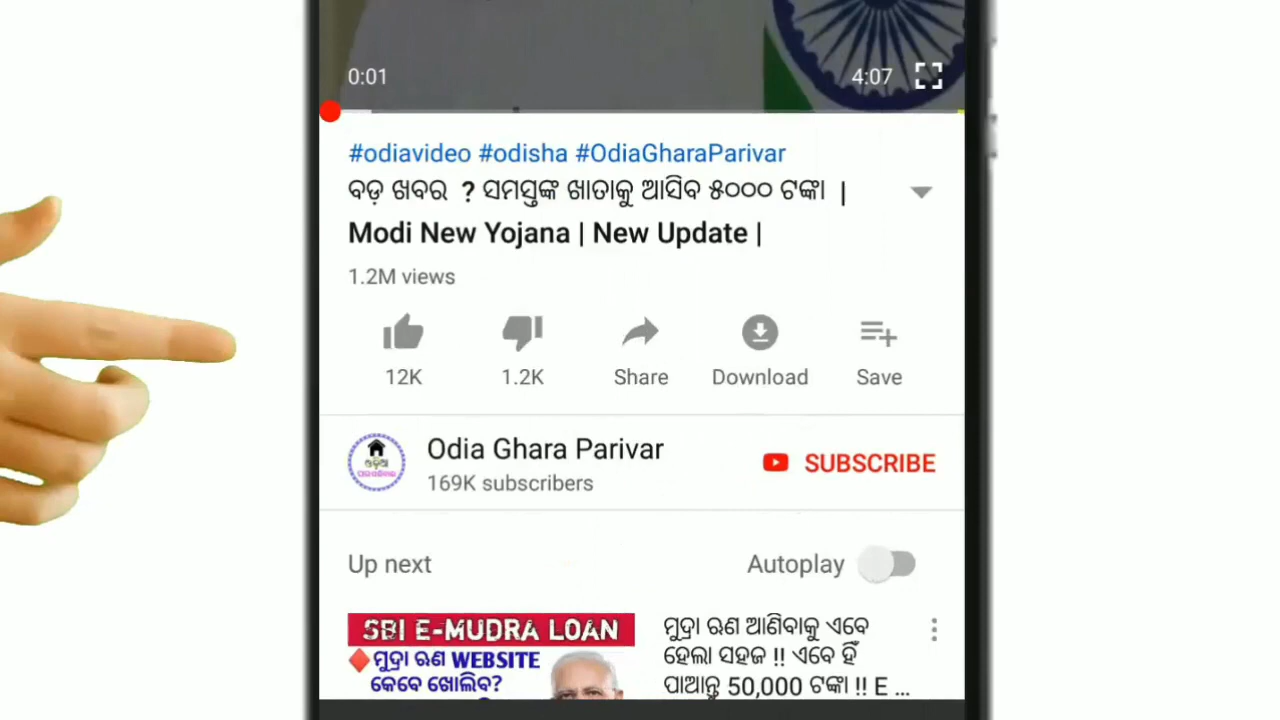 0:01 4:07
#odiavideo #odisha #OdiaGharaParivar
ବଡ଼ ଖବର ? ସମସ୍ତଙ୍କ ଖାତାକୁ ଆସିବ ୫୦୦୦ ଟଙ୍କା |
Modi New Yojana | New Update |
1.2M views
12K 1.2K Share Download Save
ଓଡ଼ିଆ
Odia Ghara Parivar
169K subscribers
SUBSCRIBE
Up next Autoplay
SBI E-MUDRA LOAN
ମୁଦ୍ରା ଋଣ WEBSITE
କେବେ ଖୋଲିବ?
ମୁଦ୍ରା ଋଣ ଆଣିବାକୁ ଏବେ
ହେଲା ସହଜ !! ଏବେ ହିଁ
ପାଆନ୍ତୁ 50,000 ଟଙ୍କା !! E ...